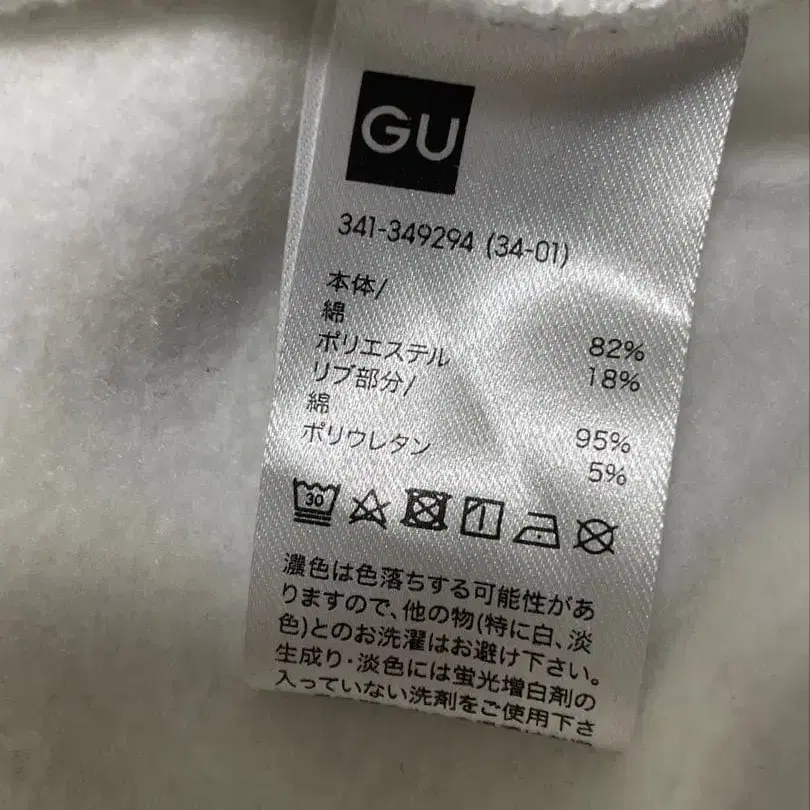 GU
341-349294 (34-01)
本体/
綿 82%
ポリエステル 18%
リブ部分/
綿 95%
ポリウレタン 5%
30
濃色は色落ちする可能性があ
りますので、他の物(特に白、淡
色)とのお洗濯はお避け下さい。
生成り・淡色には蛍光増白剤の
入っていない洗剤をご使用下さ